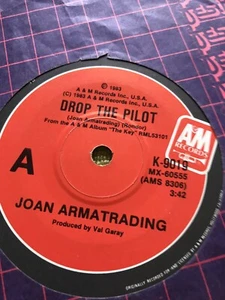 ℗ 1983
A & M Records Inc., U.S.A.
© 1983 A & M Records Inc. U.S.A.
DROP THE PILOT
(Joan Armatrading) (Rondor)
From the A & M Album "The Key" RML53101
A
A&M
RECORDS
K-9019
MX-60555
(AMS 8306)
3:42
JOAN ARMATRADING
Produced by Val Garay